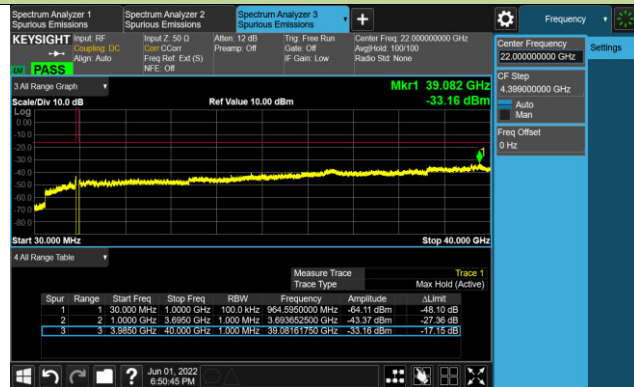 Spectrum Analyzer 1
Spurious Emissions
Spectrum Analyzer 2
Spurious Emissions
Spectrum Analyzer 3
Spurious Emissions
Frequency
KEYSIGHT
Input: RF
Coupling: DC
Align: Auto
Input Z: 50 Ω
Corr CCorr
Freq Ref: Ext (S)
NFE: Off
Atten: 12 dB
Preamp: Off
Trig: Free Run
Gate: Off
IF Gain: Low
Center Freq: 22.000000000 GHz
Avg|Hold: 100/100
Radio Std: None
PASS
Center Frequency
22.000000000 GHz
Settings
CF Step
4.399000000 GHz
Auto
Man
Freq Offset
0 Hz
3 All Range Graph
Mkr1 39.082 GHz
Scale/Div 10.0 dB
Ref Value 10.00 dBm
-33.16 dBm
Log
0.00
-10.0
-20.0
-30.0
-40.0
-50.0
-60.0
-70.0
-80.0
1
Start 30.000 MHz
Stop 40.000 GHz
4 All Range Table
Measure Trace Trace 1
Trace Type Max Hold (Active)
Spur Range Start Freq Stop Freq RBW Frequency Amplitude ΔLimit
1 1 30.000 MHz 1.0000 GHz 100.0 kHz 964.5950000 MHz -64.11 dBm -48.10 dB
2 2 1.0000 GHz 3.6950 GHz 1.000 MHz 3.693652500 GHz -43.37 dBm -27.36 dB
3 3 3.9850 GHz 40.000 GHz 1.000 MHz 39.08161750 GHz -33.16 dBm -17.15 dB
Jun 01, 2022
6:50:45 PM